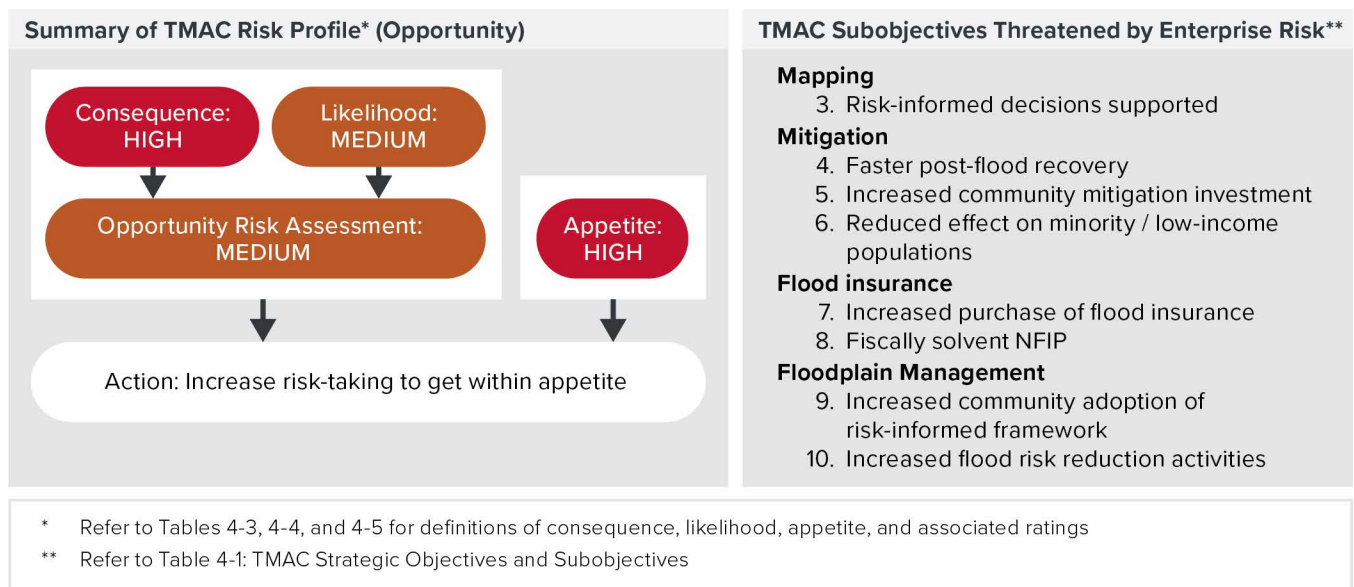 Summary of TMAC Risk Profile* (Opportunity)
Consequence:
HIGH
Likelihood:
MEDIUM
Opportunity Risk Assessment:
MEDIUM
Appetite:
HIGH
Action: Increase risk-taking to get within appetite
TMAC Subobjectives Threatened by Enterprise Risk**
Mapping
3. Risk-informed decisions supported
Mitigation
4. Faster post-flood recovery
5. Increased community mitigation investment
6. Reduced effect on minority / low-income
populations
Flood insurance
7. Increased purchase of flood insurance
8. Fiscally solvent NFIP
Floodplain Management
9. Increased community adoption of
risk-informed framework
10. Increased flood risk reduction activities
* Refer to Tables 4-3, 4-4, and 4-5 for definitions of consequence, likelihood, appetite, and associated ratings
** Refer to Table 4-1: TMAC Strategic Objectives and Subobjectives